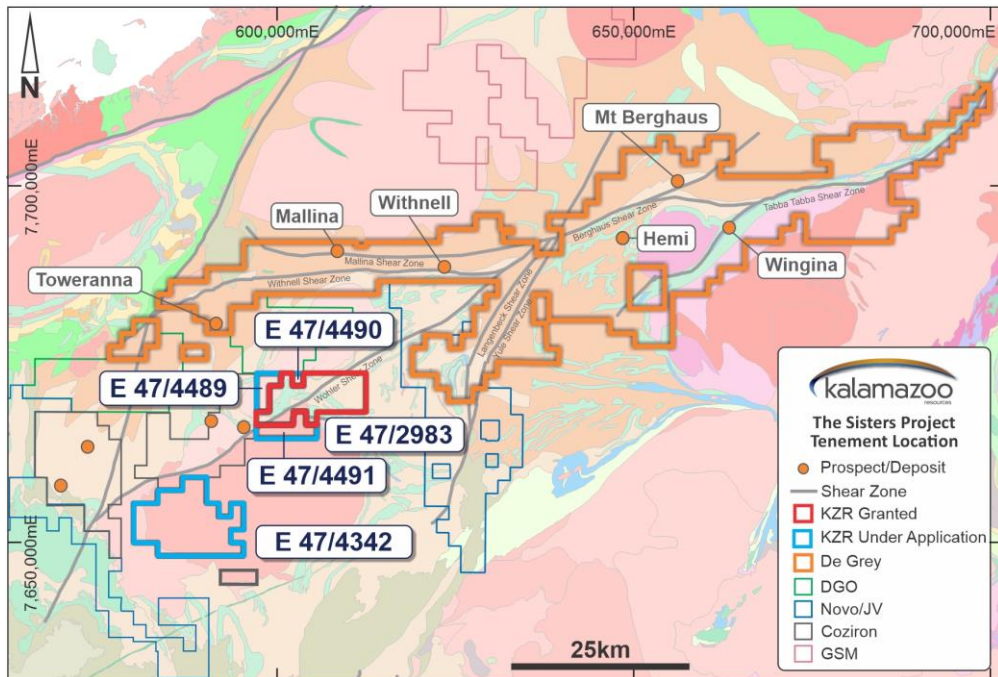 600,000mE
650,000mE
700,000mE
N
7,700,000mE
7,650,000mE
Mt Berghaus
Tabba Tabba Shear Zone
Berghaus Shear Zone
Withnell
Mallina
Hemi
Wingina
Mallina Shear Zone
Withnell Shear Zone
Toweranna
Langenbeck Shear Zone
Yule Shear Zone
Wohler Shear Zone
E 47/4490
E 47/4489
E 47/2983
E 47/4491
E 47/4342
25km
kalamazoo
resources
The Sisters Project
Tenement Location
Prospect/Deposit
Shear Zone
KZR Granted
KZR Under Application
De Grey
DGO
Novo/JV
Coziron
GSM